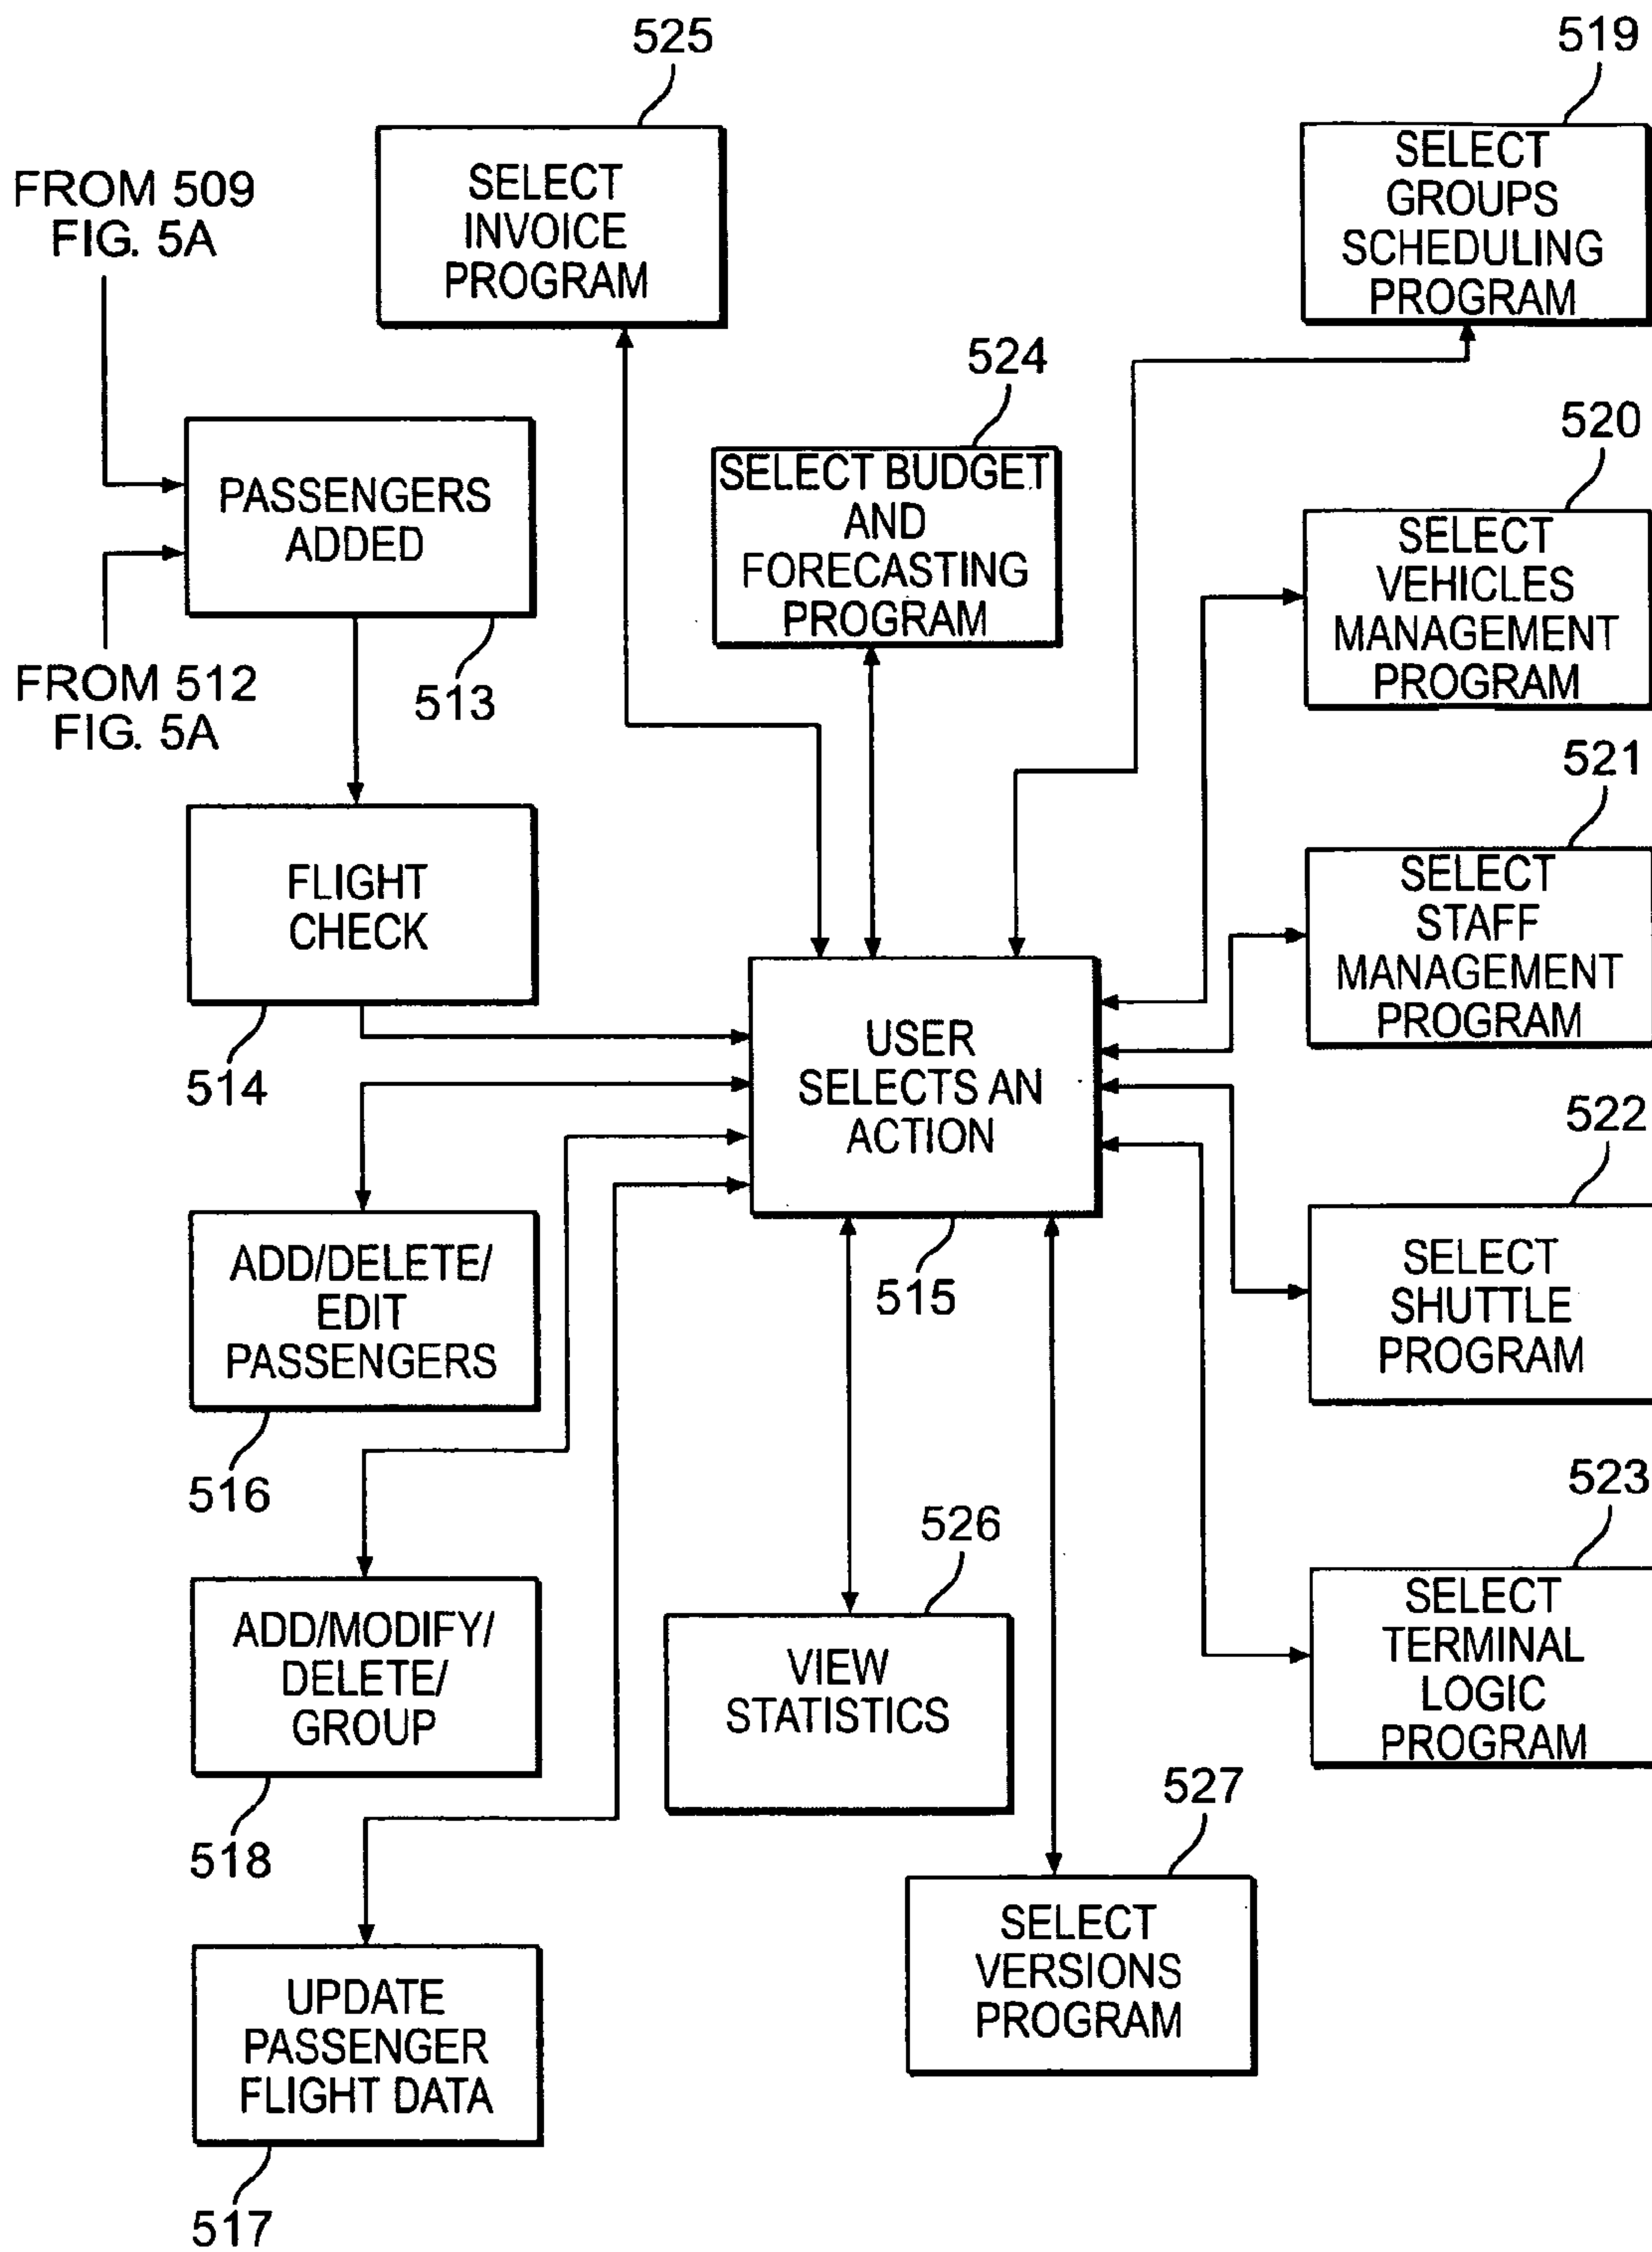 525
519
SELECT
INVOICE
PROGRAM
SELECT
GROUPS
SCHEDULING
PROGRAM
FROM 509
FIG. 5A
524
520
PASSENGERS
ADDED
SELECT BUDGET
AND
FORECASTING
PROGRAM
SELECT
VEHICLES
MANAGEMENT
PROGRAM
FROM 512
FIG. 5A
513
521
FLIGHT
CHECK
SELECT
STAFF
MANAGEMENT
PROGRAM
514
USER
SELECTS AN
ACTION
515
522
ADD/DELETE/
EDIT
PASSENGERS
SELECT
SHUTTLE
PROGRAM
516
526
523
ADD/MODIFY/
DELETE/
GROUP
VIEW
STATISTICS
SELECT
TERMINAL
LOGIC
PROGRAM
518
527
UPDATE
PASSENGER
FLIGHT DATA
SELECT
VERSIONS
PROGRAM
517